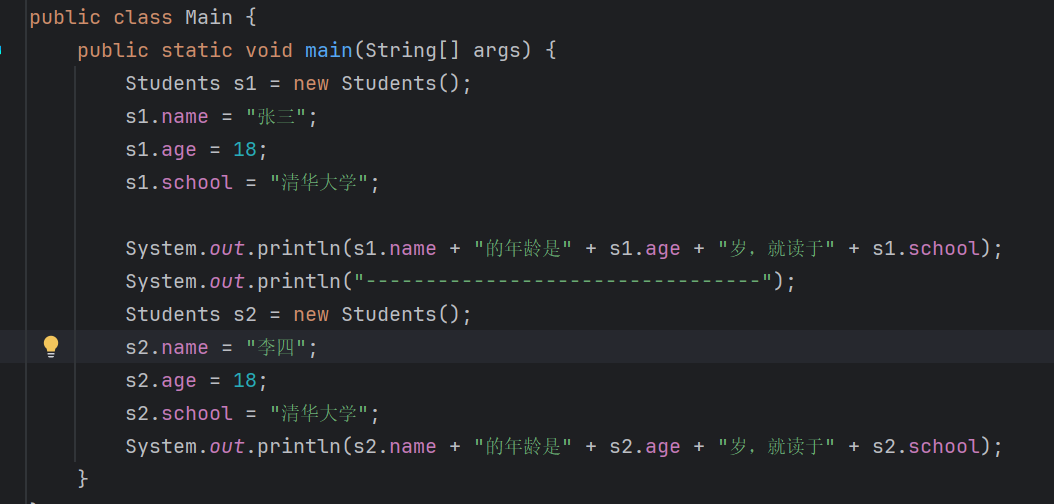 public class Main {
public static void main(String[] args) {
Students s1 = new Students();
s1.name = "张三";
s1.age = 18;
s1.school = "清华大学";
System.out.println(s1.name + "的年龄是" + s1.age + "岁，就读于" + s1.school);
System.out.println("---------------------------------");
Students s2 = new Students();
s2.name = "李四";
s2.age = 18;
s2.school = "清华大学";
System.out.println(s2.name + "的年龄是" + s2.age + "岁，就读于" + s2.school);
}